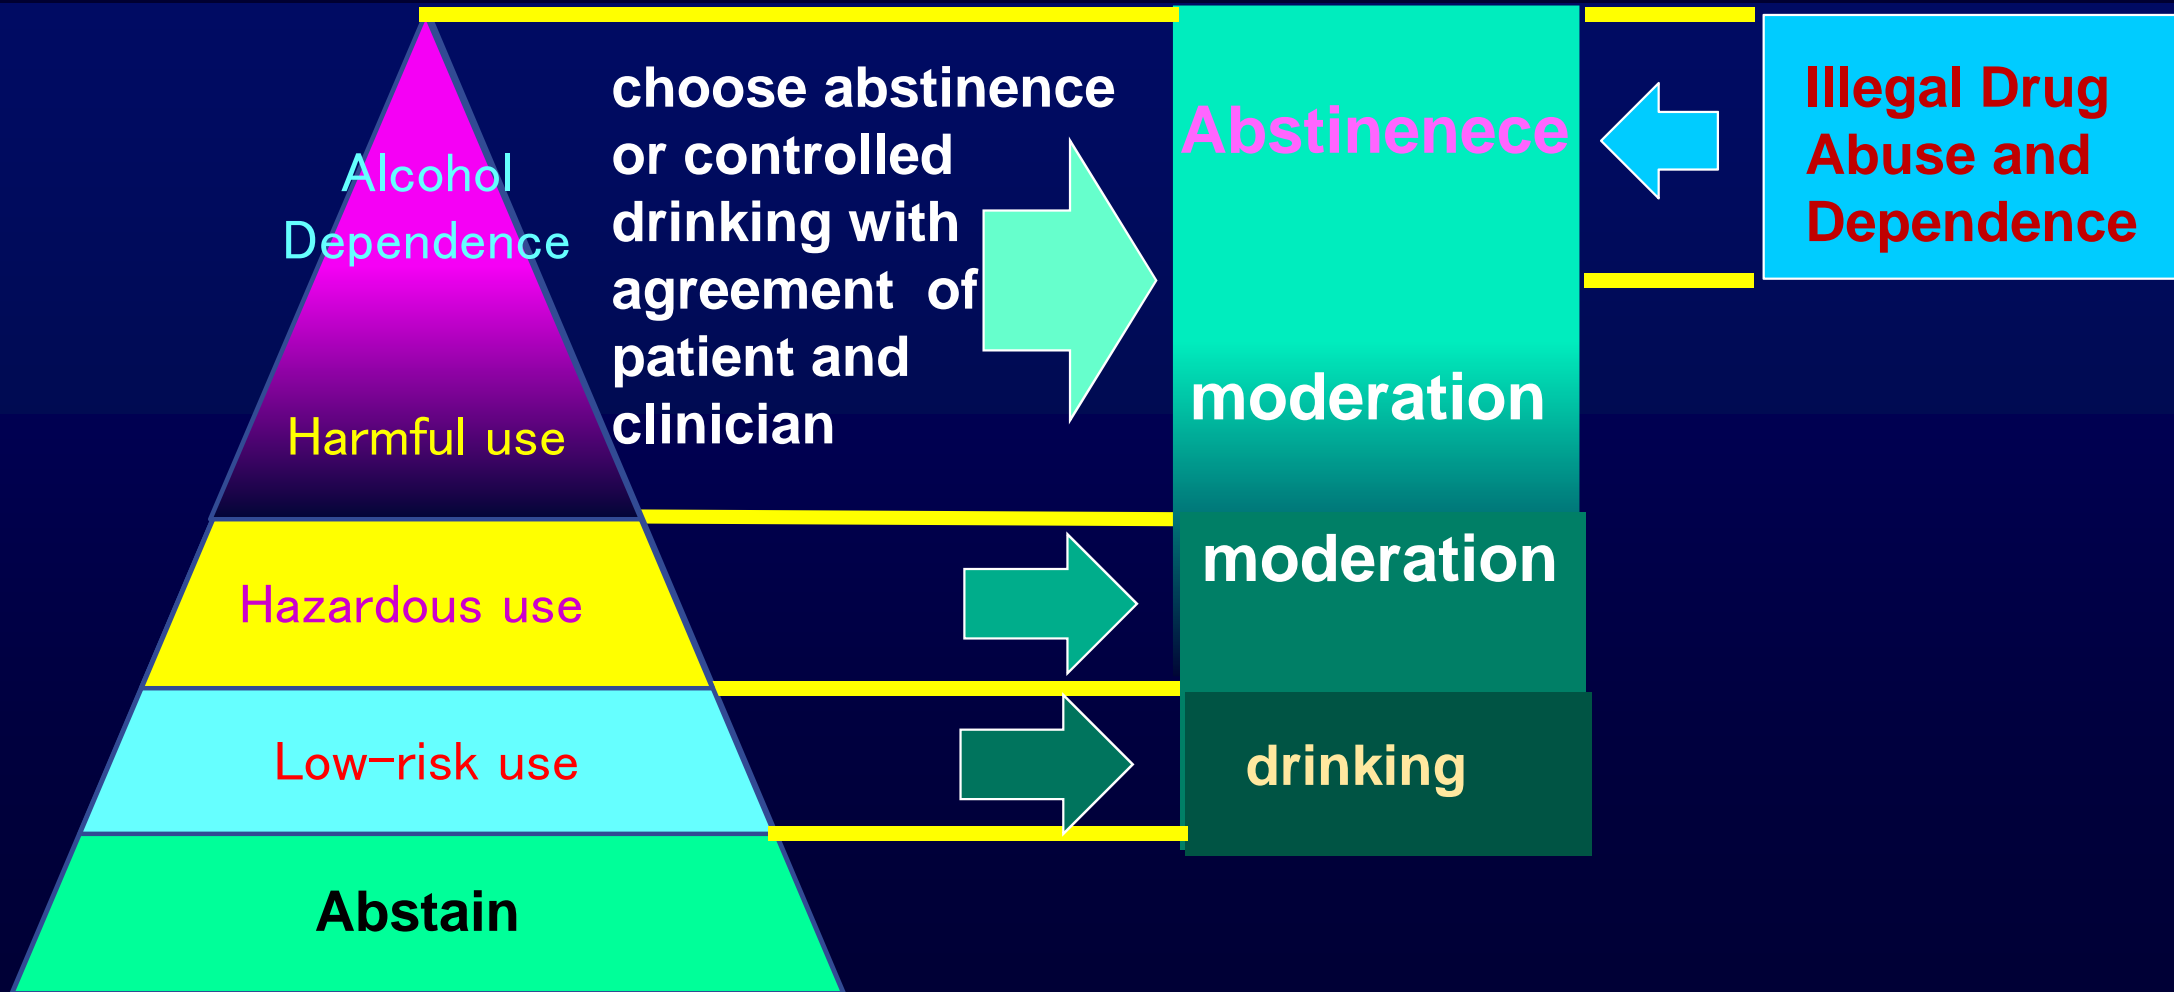 Alcohol
Dependence
Harmful use
Hazardous use
Low-risk use
Abstain
choose abstinence
or controlled
drinking with
agreement  of
patient and
clinician
Abstinenece
moderation
moderation
drinking
Illegal Drug
Abuse and
Dependence